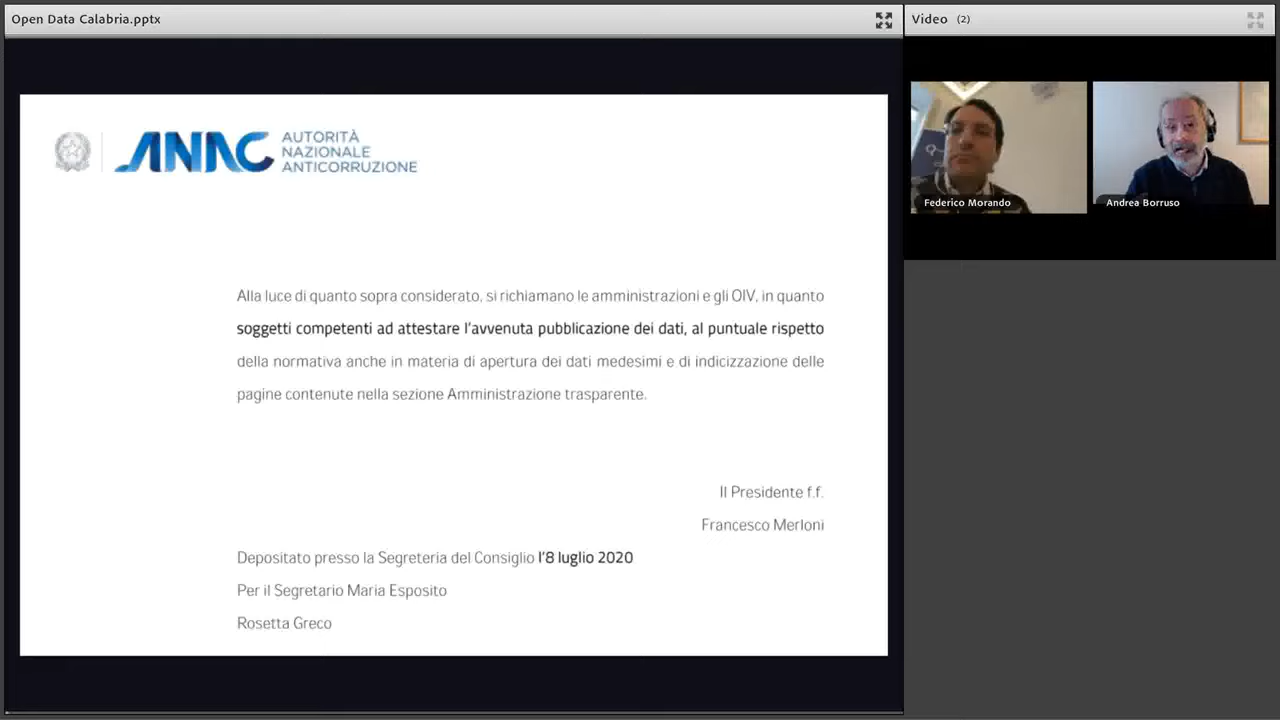 Open Data Calabria.pptx
Video (2)
ANAC
AUTORITÀ
NAZIONALE
ANTICORRUZIONE
Federico Morando
Andrea Borruso
Alla luce di quanto sopra considerato, si richiamano le amministrazioni e gli OIV, in quanto
soggetti competenti ad attestare l'avvenuta pubblicazione dei dati, al puntuale rispetto
della normativa anche in materia di apertura dei dati medesimi e di indicizzazione delle
pagine contenute nella sezione Amministrazione trasparente.
Il Presidente f.f.
Francesco Merloni
Depositato presso la Segreteria del Consiglio l'8 luglio 2020
Per il Segretario Maria Esposito
Rosetta Greco